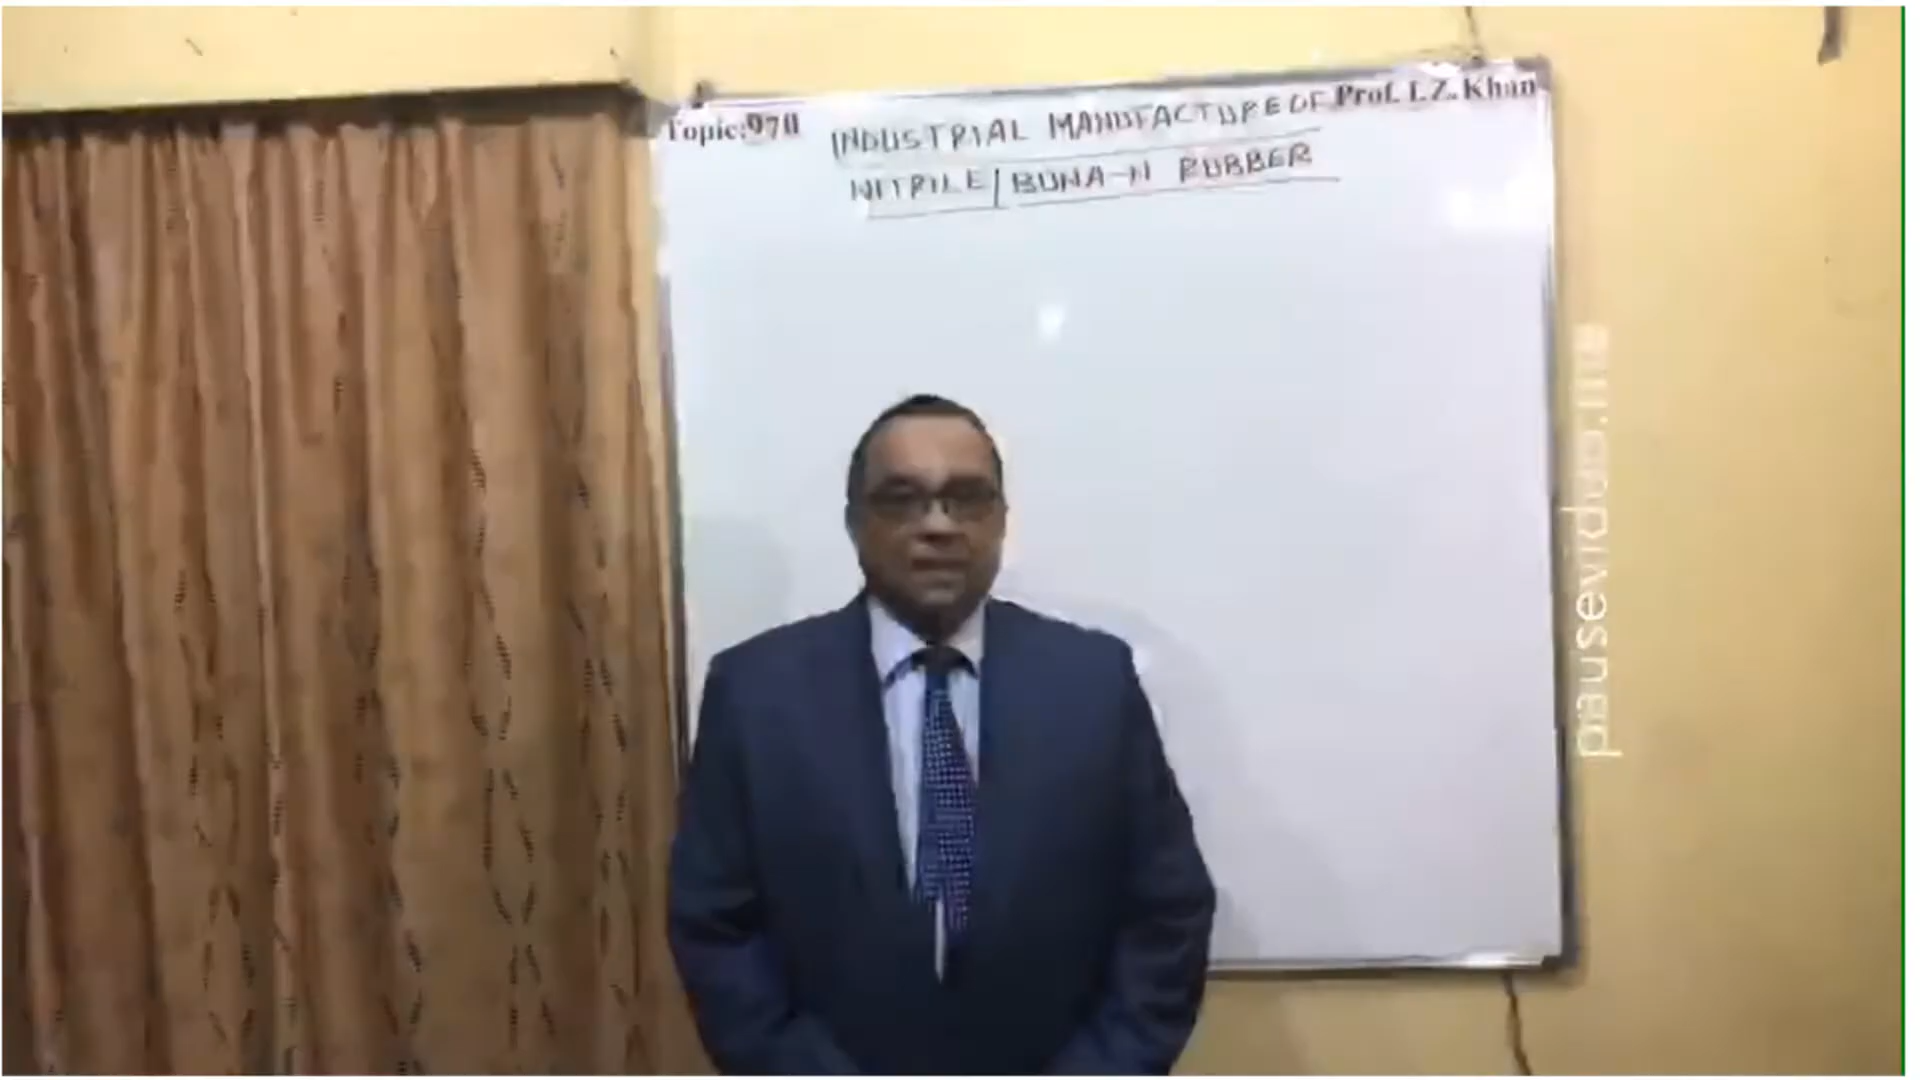 Topic:970 INDUSTRIAL MANUFACTURE OF Prof. I.Z. Khan
NITRILE/BUNA-N RUBBER
pausevideo.me